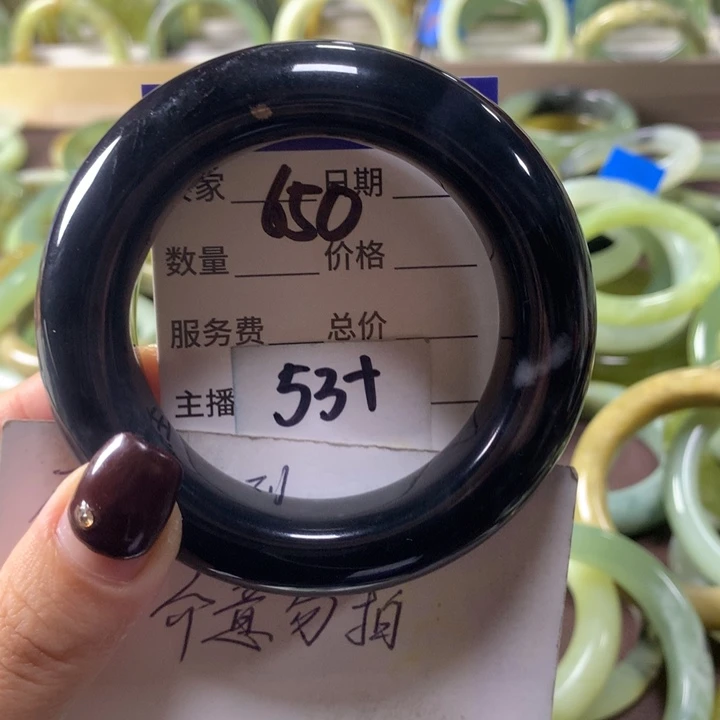 家 日期
650
数量 价格
服务费 总价
主播
53+
介意勿拍